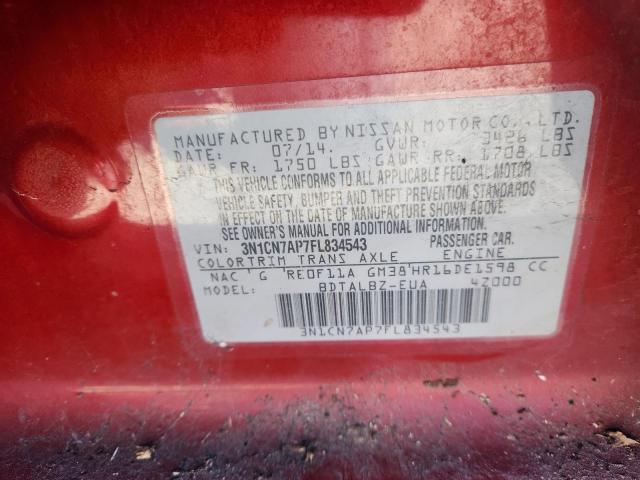 MANUFACTURED BY NISSAN MOTOR CO., LTD.
DATE: 07/14. GVWR: 3426 LBS
GAWR FR: 1750 LBS GAWR RR: 1708 LBS
THIS VEHICLE CONFORMS TO ALL APPLICABLE FEDERAL MOTOR
VEHICLE SAFETY, BUMPER AND THEFT PREVENTION STANDARDS
IN EFFECT ON THE DATE OF MANUFACTURE SHOWN ABOVE.
SEE OWNER'S MANUAL FOR ADDITIONAL INFORMATION.
VIN: 3N1CN7AP7FL834543 PASSENGER CAR.
COLOR TRIM TRANS AXLE ENGINE
NAC 'G 'RE0F11A GM38'HR16DE1598 CC
MODEL: BDTALBZ-EUA 4Z000
3N1CN7AP7FL834543